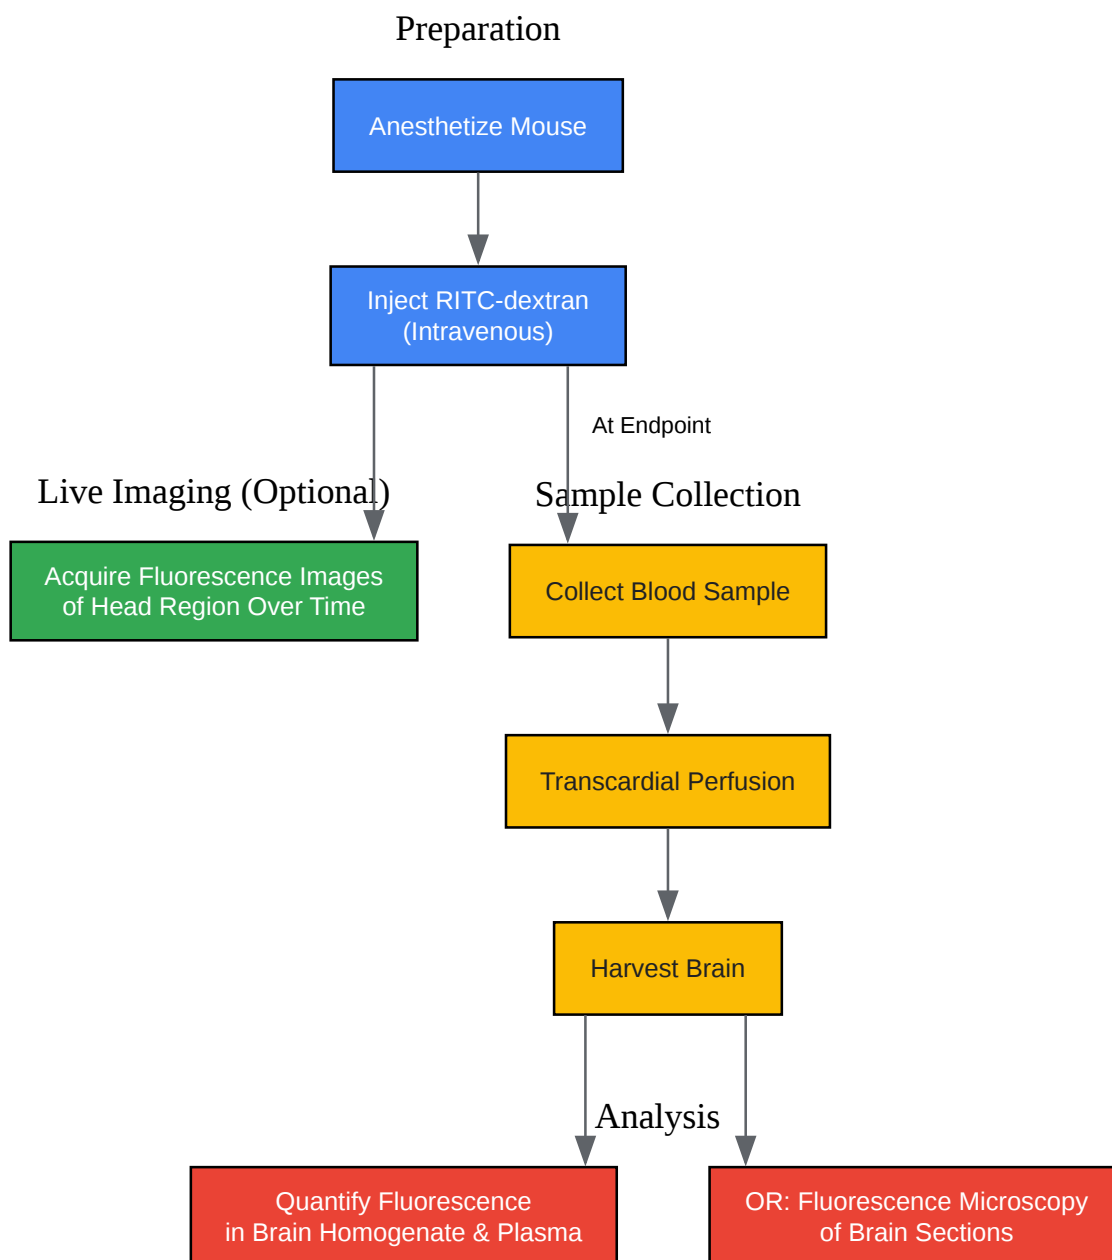 Preparation
Anesthetize Mouse
Inject RITC-dextran
(Intravenous)
At Endpoint
Live Imaging (Optional)
Sample Collection
Acquire Fluorescence Images
of Head Region Over Time
Collect Blood Sample
Transcardial Perfusion
Harvest Brain
Analysis
Quantify Fluorescence
in Brain Homogenate & Plasma
OR: Fluorescence Microscopy
of Brain Sections